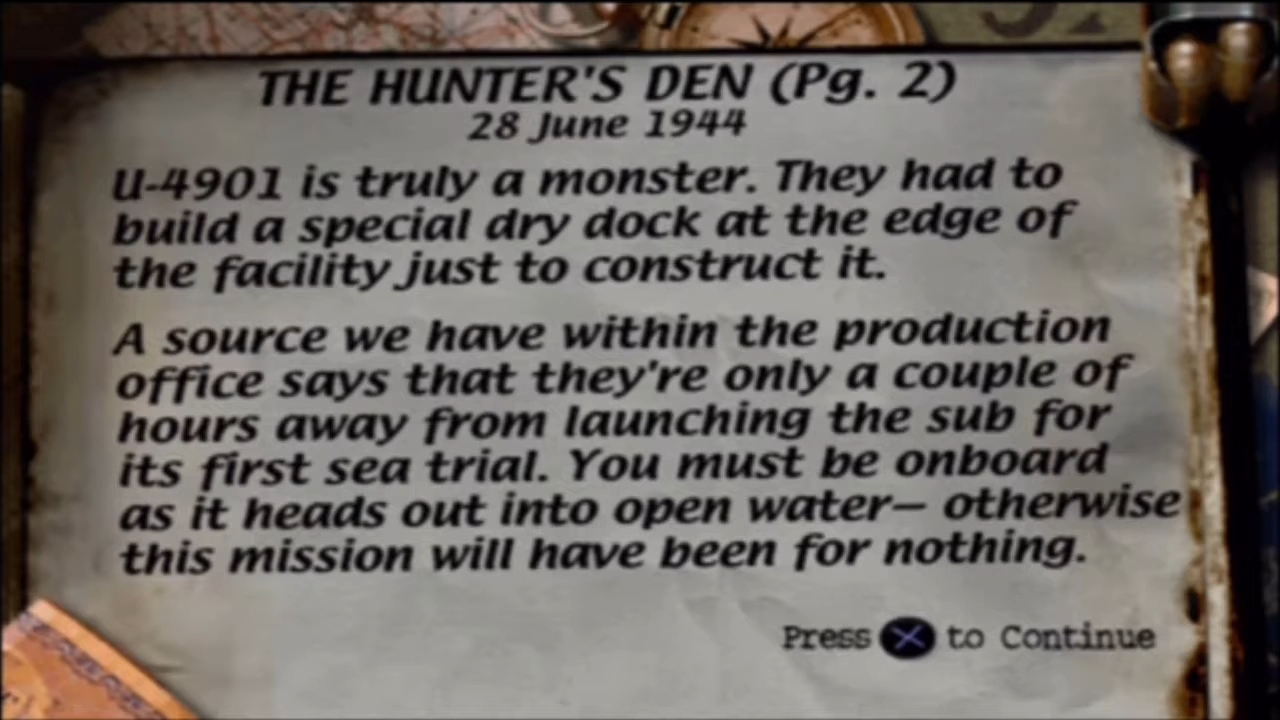 THE HUNTER'S DEN (Pg. 2)
28 June 1944
U-4901 is truly a monster. They had to
build a special dry dock at the edge of
the facility just to construct it.
A source we have within the production
office says that they're only a couple of
hours away from launching the sub for
its first sea trial. You must be onboard
as it heads out into open water— otherwise
this mission will have been for nothing.
Press X to Continue